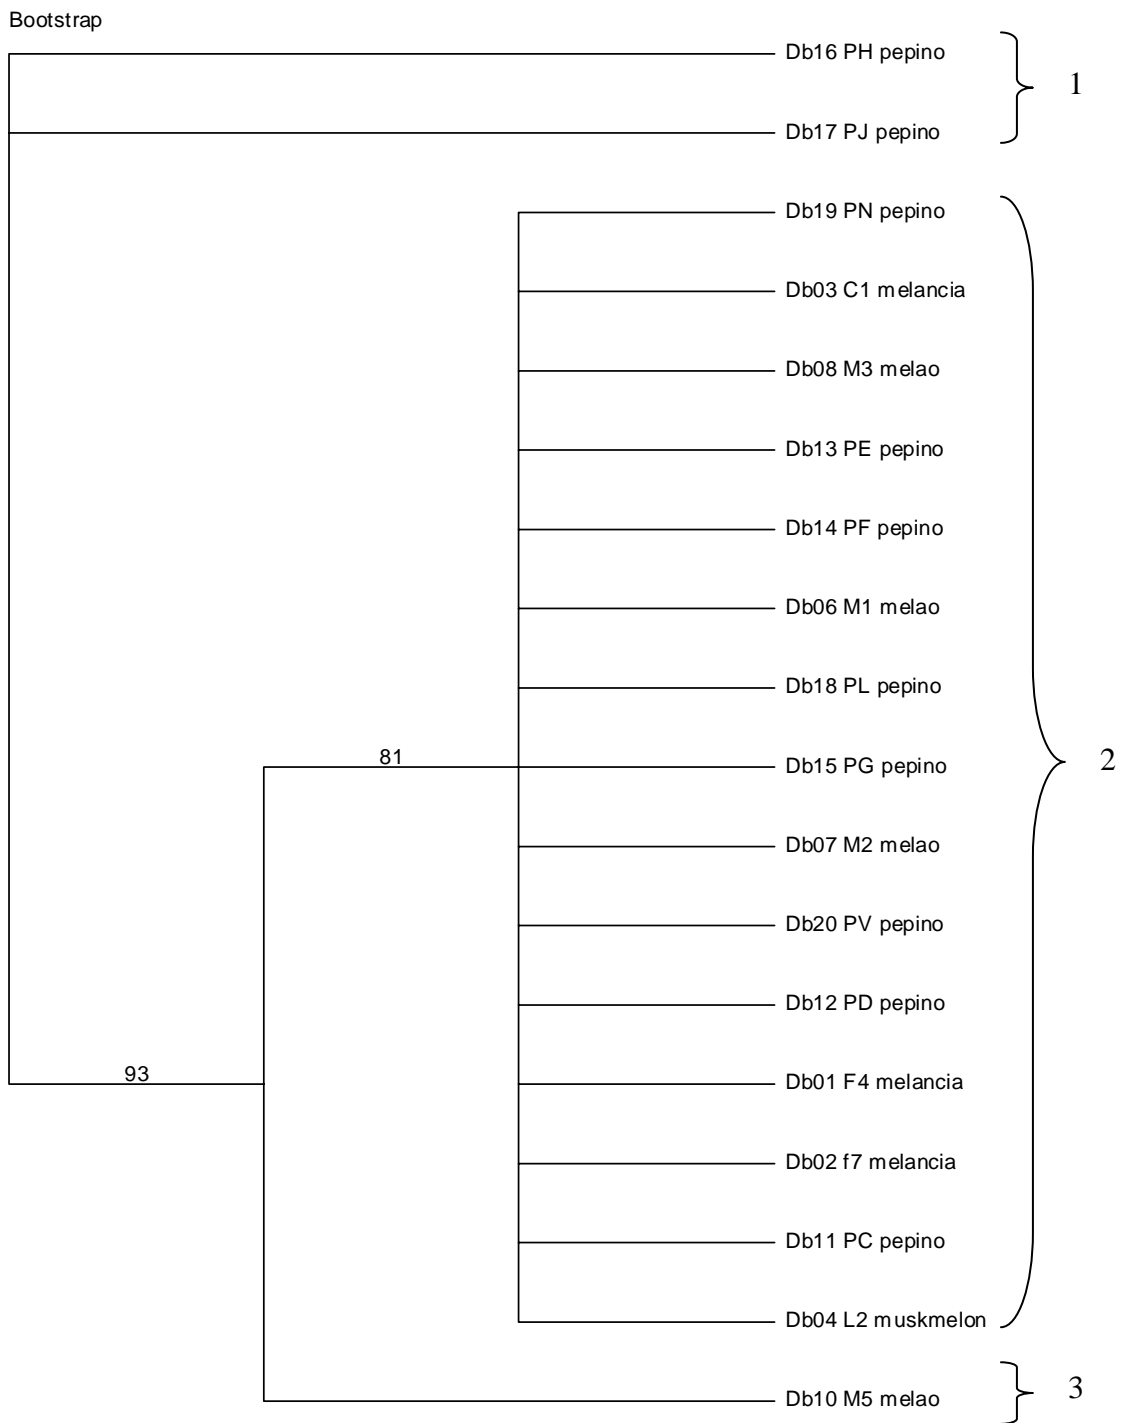 Bootstrap
Db16 PH pepino
1
Db17 PJ pepino
Db19 PN pepino
Db03 C1 melancia
Db08 M3 melao
Db13 PE pepino
Db14 PF pepino
Db06 M1 melao
Db18 PL pepino
81
Db15 PG pepino
2
Db07 M2 melao
Db20 PV pepino
Db12 PD pepino
93
Db01 F4 melancia
Db02 f7 melancia
Db11 PC pepino
Db04 L2 muskmelon
Db10 M5 melao
3